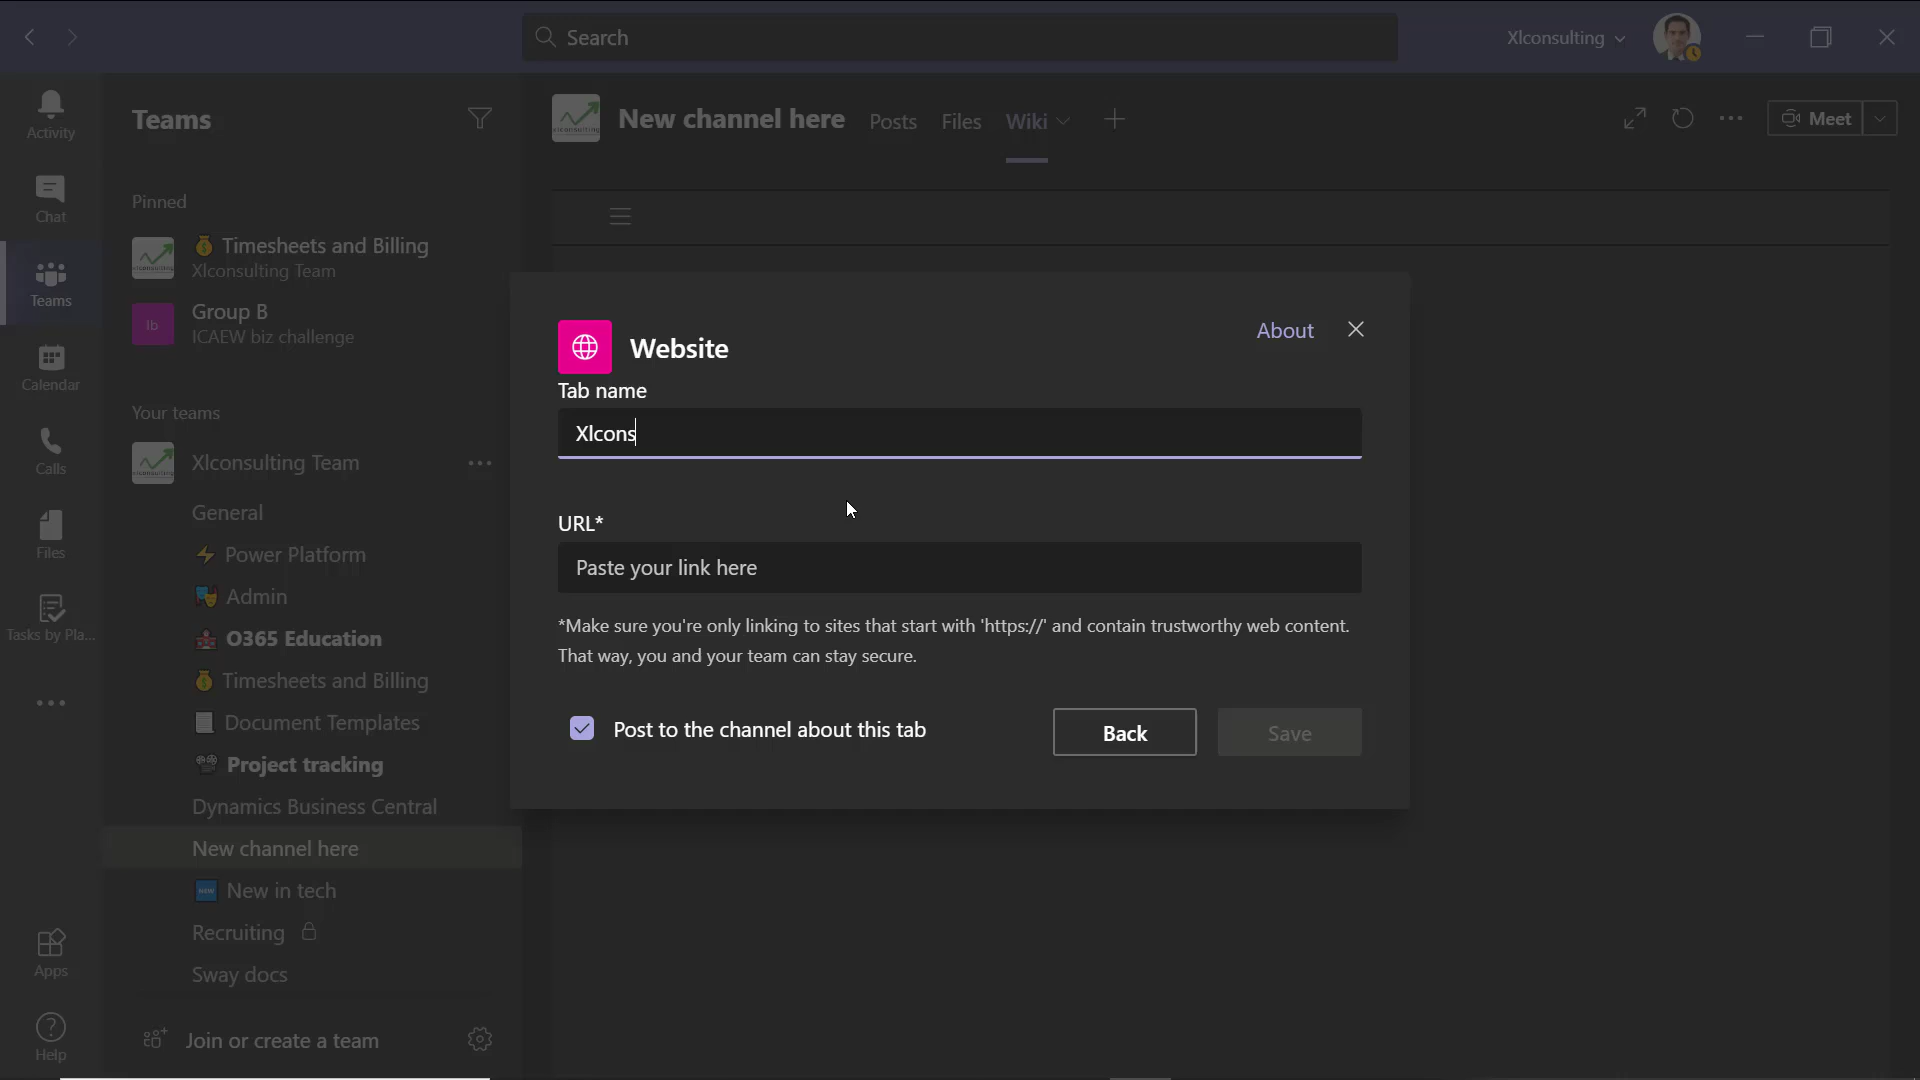 Search
Xlconsulting
Activity
Chat
Teams
Calendar
Calls
Files
Tasks by Pla...
Apps
Help
Teams
Pinned
Timesheets and Billing
Xlconsulting Team
Ib
Group B
ICAEW biz challenge
Your teams
Xlconsulting Team
General
Power Platform
Admin
O365 Education
Timesheets and Billing
Document Templates
Project tracking
Dynamics Business Central
New channel here
NEW New in tech
Recruiting
Sway docs
Join or create a team
New channel here Posts Files Wiki
Meet
Website
About
Tab name
Xlcons
URL*
Paste your link here
*Make sure you're only linking to sites that start with 'https://' and contain trustworthy web content.
That way, you and your team can stay secure.
Post to the channel about this tab
Back
Save